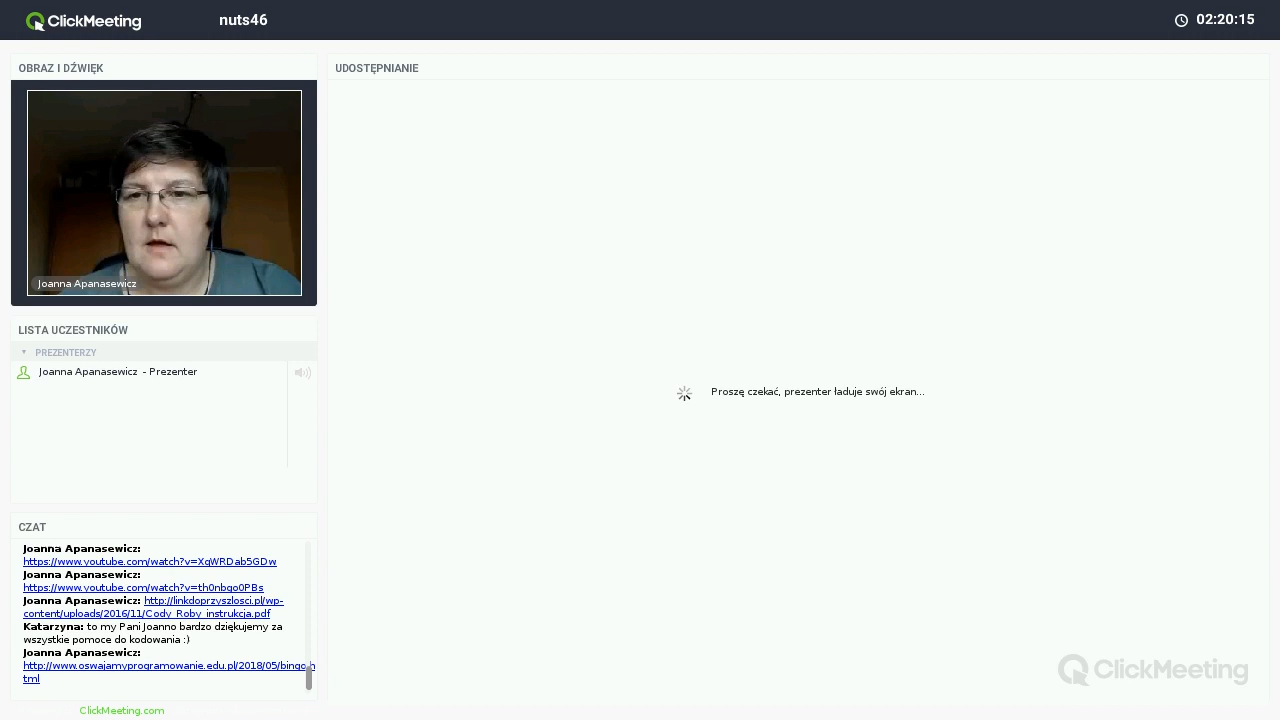 ClickMeeting
nuts46
02:20:15
OBRAZ I DŹWIĘK
Joanna Apanasewicz
LISTA UCZESTNIKÓW
PREZENTERZY
Joanna Apanasewicz - Prezenter
CZAT
Joanna Apanasewicz:
https://www.youtube.com/watch?v=XqWRDab5GDw
Joanna Apanasewicz:
https://www.youtube.com/watch?v=th0nbqo0PBs
Joanna Apanasewicz: http://linkdoprzyszlosci.pl/wp-
content/uploads/2016/11/Cody_Roby_instrukcja.pdf
Katarzyna: to my Pani Joanno bardzo dziękujemy za
wszystkie pomoce do kodowania :)
Joanna Apanasewicz:
http://www.oswajamyprogramowanie.edu.pl/2018/05/bingo.h
tml
ClickMeeting.com
UDOSTĘPNIANIE
Proszę czekać, prezenter ładuje swój ekran...
ClickMeeting